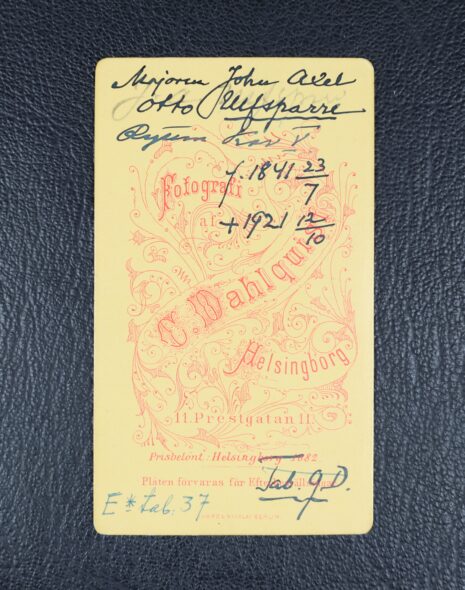 Majoren John Axel
Otto Ulfsparre
f. 1841 23/7
+ 1921 12/10
Fotografi
af
C. Dahlquist
Helsingborg
11. Prestgatan 11.
Prisbelönt: Helsingborg 1882
Plåten förvaras för
Tab. 9 D.
E* tab. 37